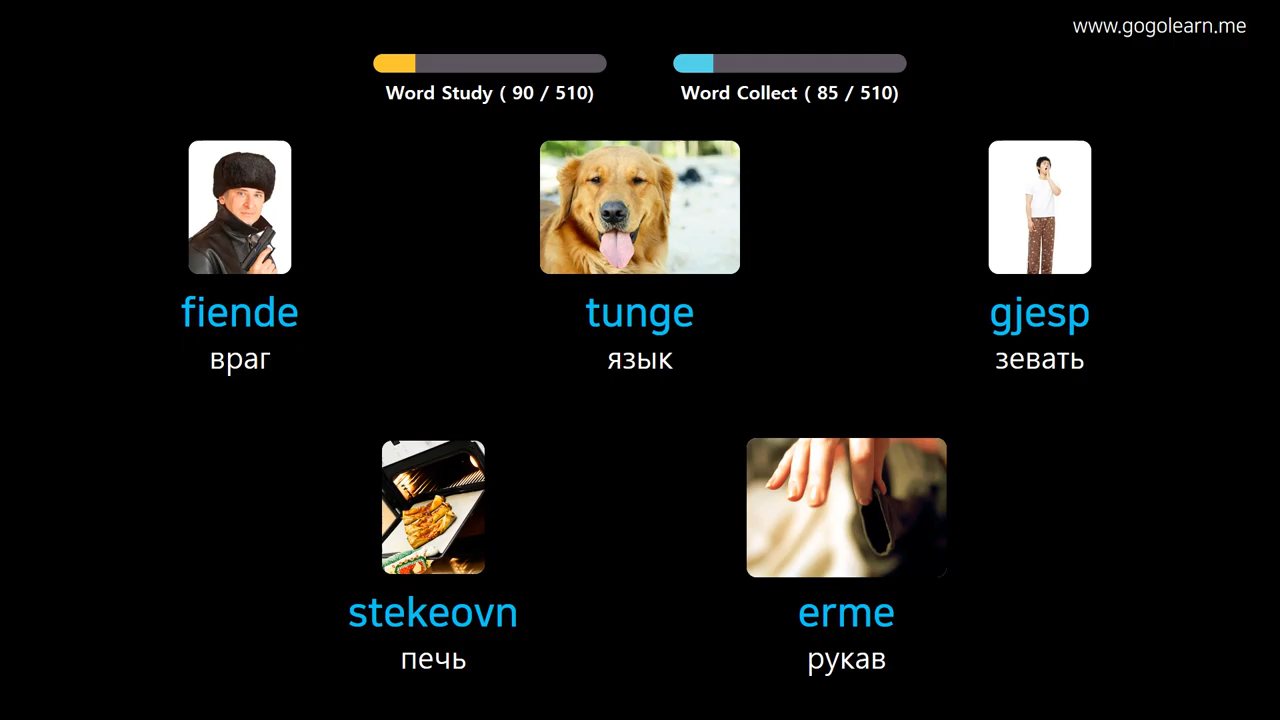 www.gogolearn.me
Word Study ( 90 / 510)
Word Collect ( 85 / 510)
fiende
враг
tunge
язык
gjesp
зевать
stekeovn
печь
erme
рукав